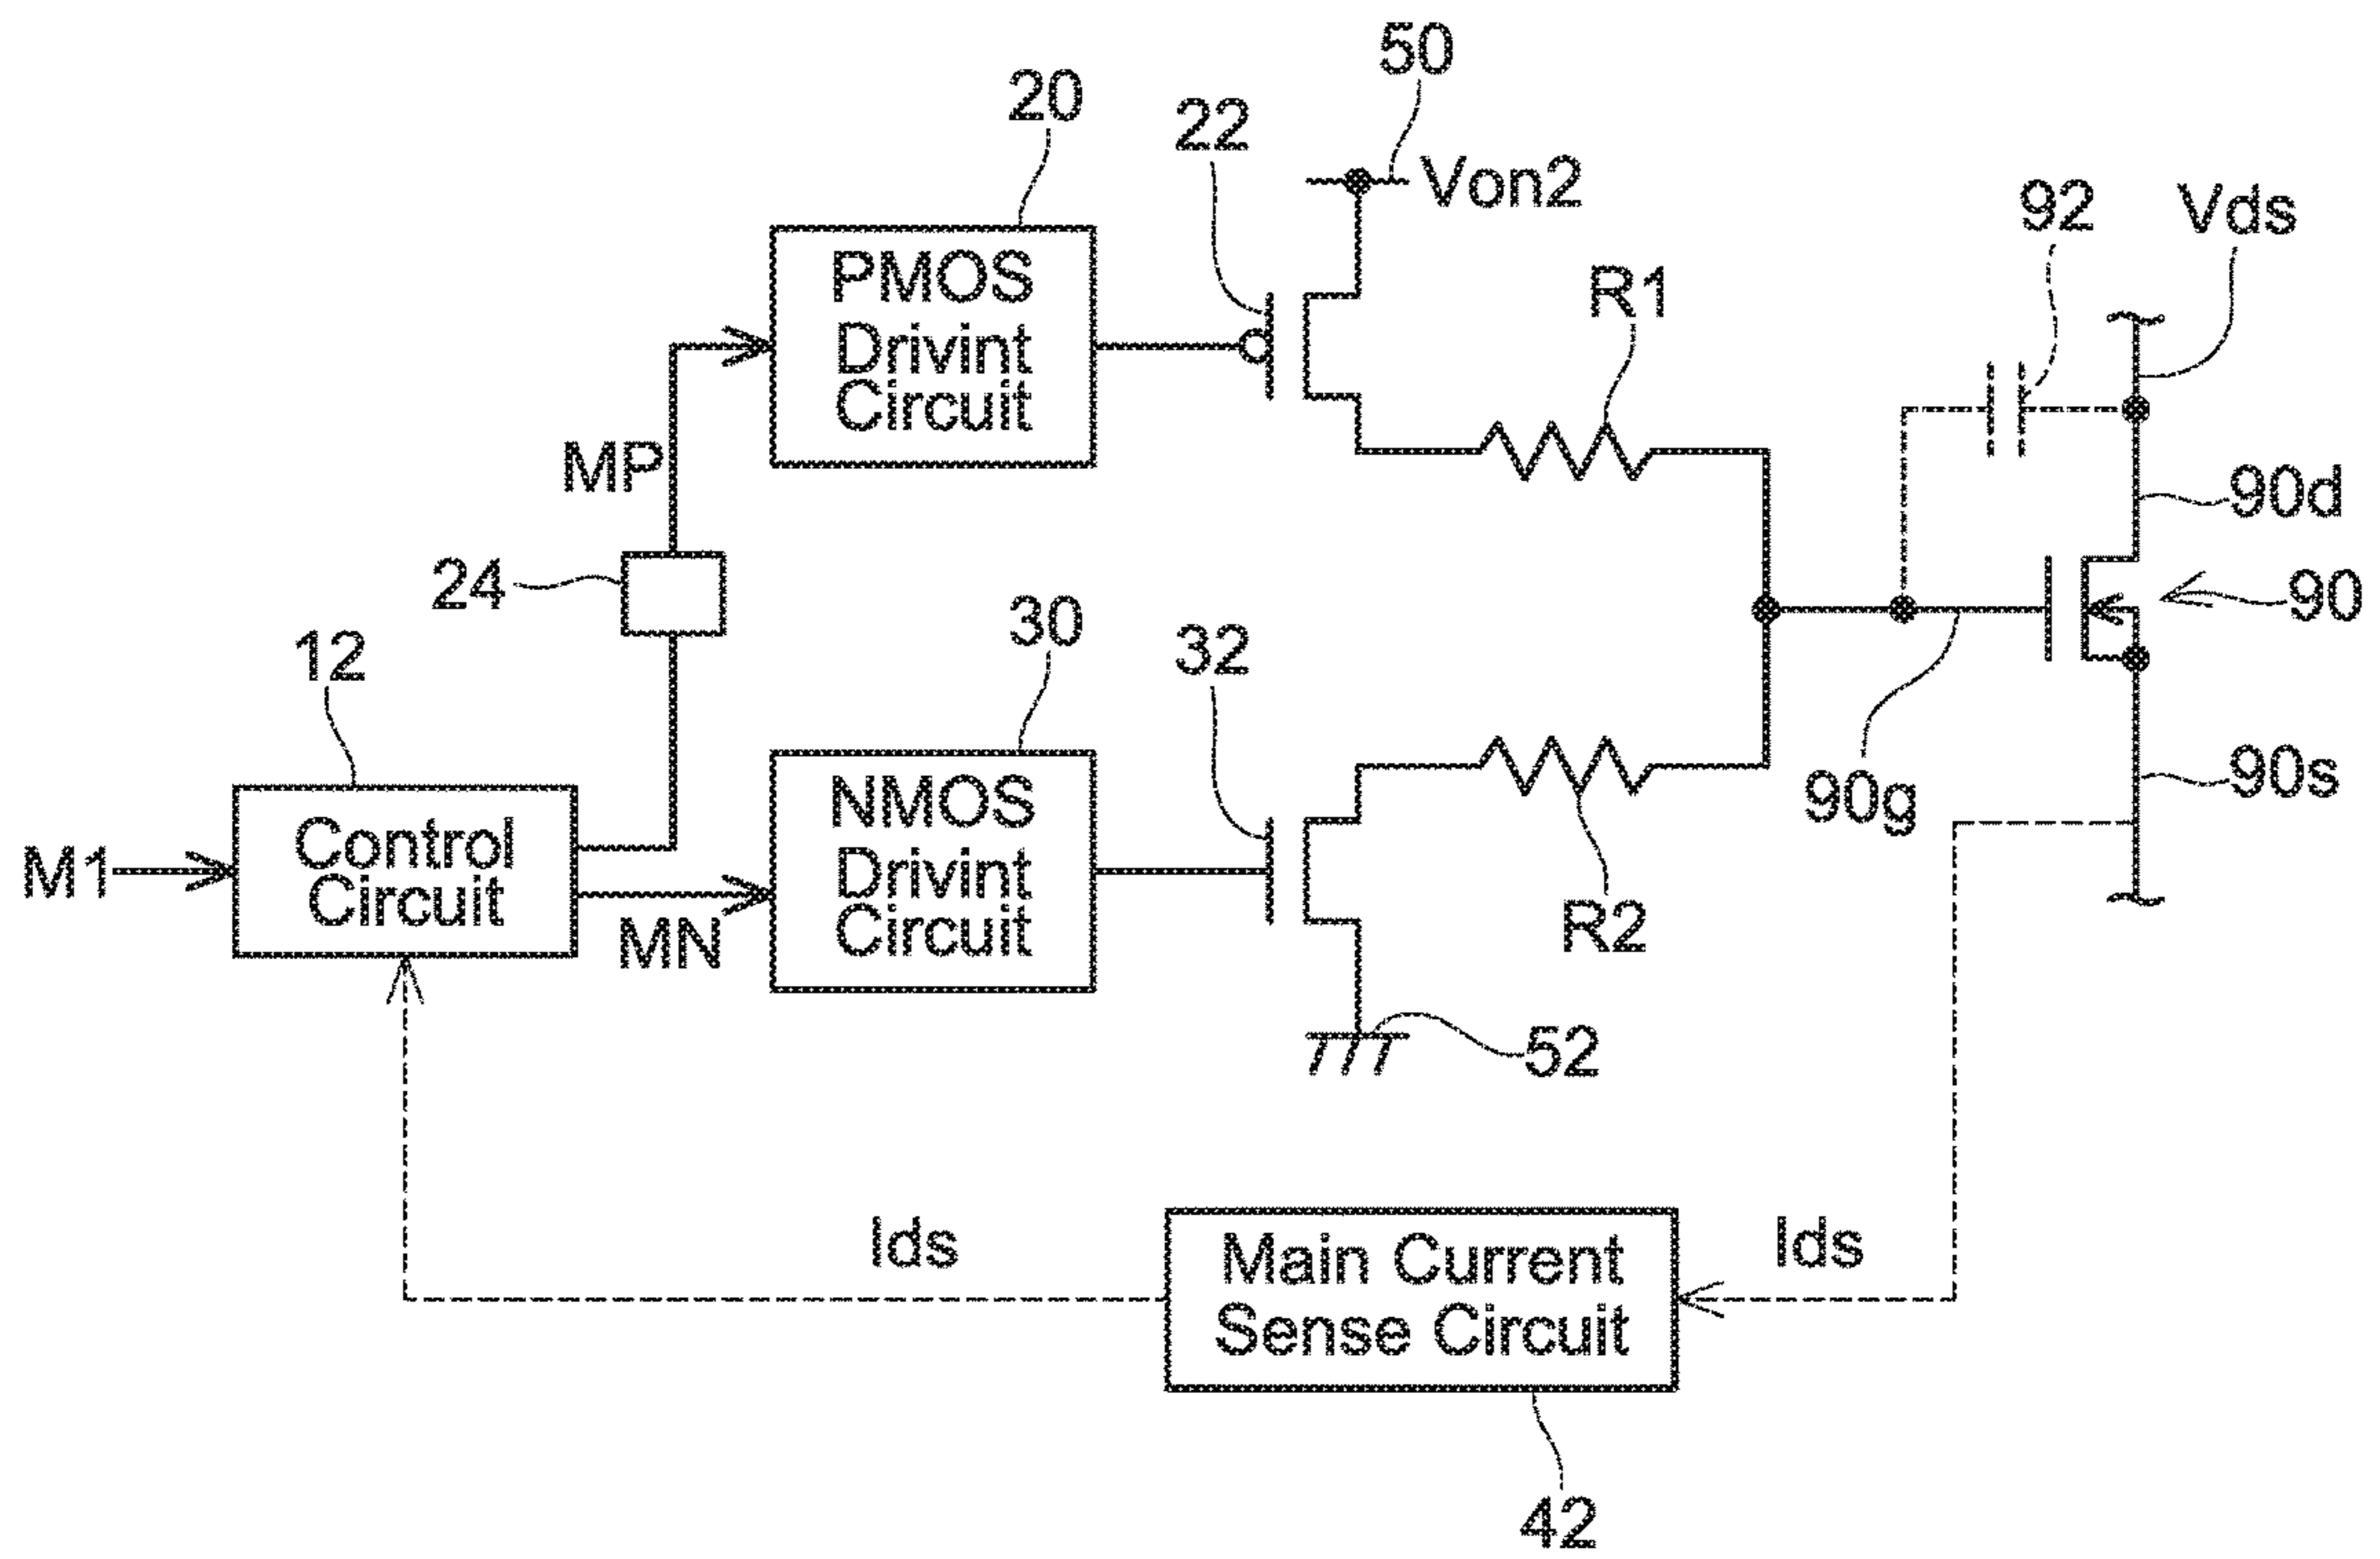 50
20
22
Von2
92
Vds
PMOS
Drivint
Circuit
R1
MP
90d
24
90
12
30
32
NMOS
Drivint
Circuit
90g
90s
M1
Control
Circuit
MN
R2
52
Ids
Main Current
Sense Circuit
Ids
42